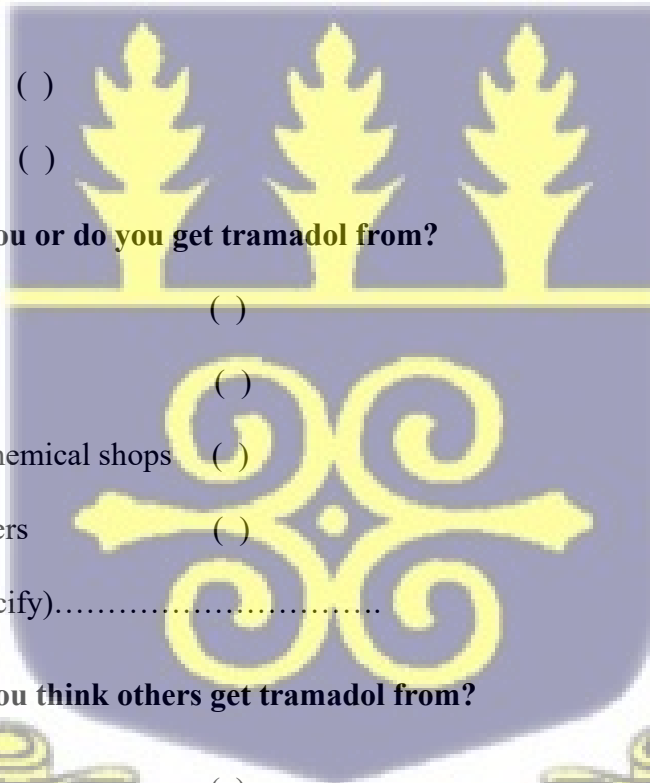 ( )
( )
ou or do you get tramadol from?
( )
( )
hemical shops ( )
ers ( )
cify)……………………………
ou think others get tramadol from?
( )